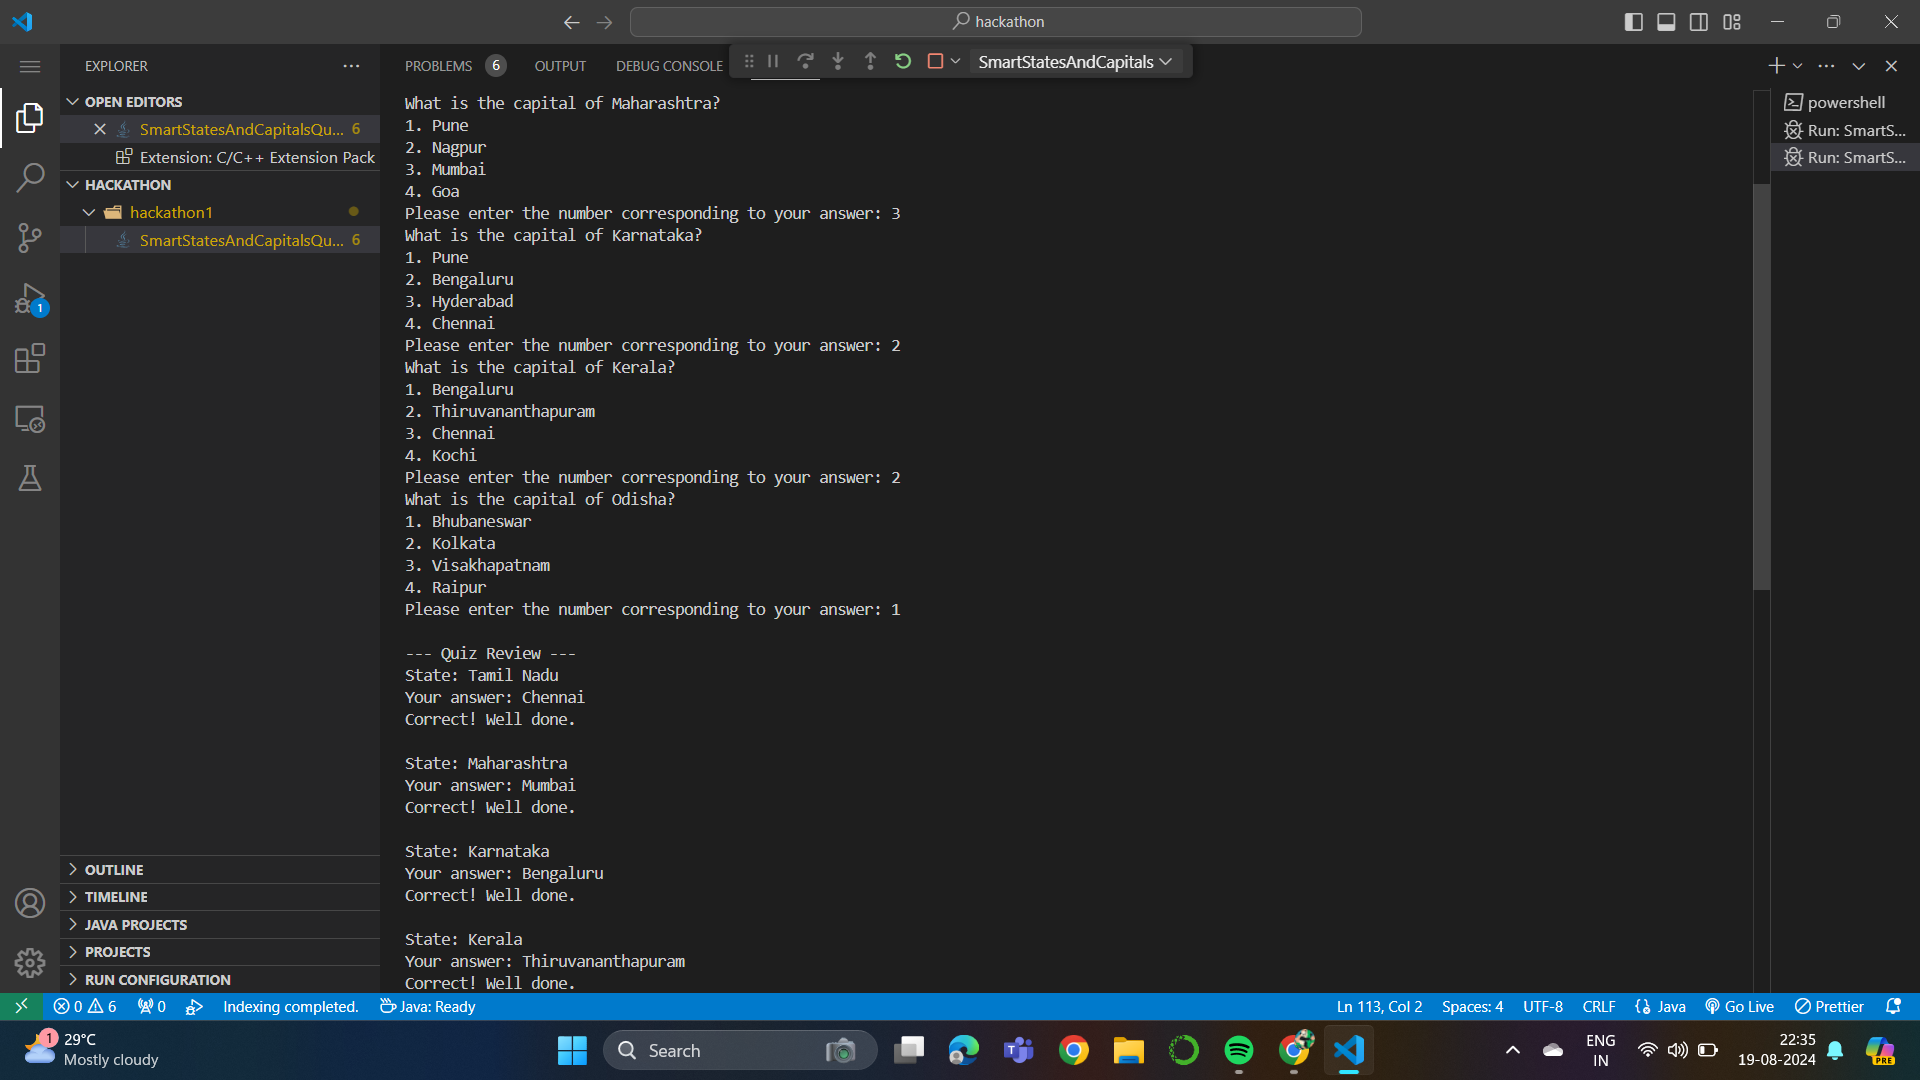 hackathon
EXPLORER
OPEN EDITORS
SmartStatesAndCapitalsQu... 6
Extension: C/C++ Extension Pack
HACKATHON
hackathon1
SmartStatesAndCapitalsQu... 6
1
OUTLINE
TIMELINE
JAVA PROJECTS
PROJECTS
RUN CONFIGURATION
PROBLEMS 6 OUTPUT DEBUG CONSOLE
SmartStatesAndCapitals
What is the capital of Maharashtra?
1. Pune
2. Nagpur
3. Mumbai
4. Goa
Please enter the number corresponding to your answer: 3
What is the capital of Karnataka?
1. Pune
2. Bengaluru
3. Hyderabad
4. Chennai
Please enter the number corresponding to your answer: 2
What is the capital of Kerala?
1. Bengaluru
2. Thiruvananthapuram
3. Chennai
4. Kochi
Please enter the number corresponding to your answer: 2
What is the capital of Odisha?
1. Bhubaneswar
2. Kolkata
3. Visakhapatnam
4. Raipur
Please enter the number corresponding to your answer: 1
--- Quiz Review ---
State: Tamil Nadu
Your answer: Chennai
Correct! Well done.
State: Maharashtra
Your answer: Mumbai
Correct! Well done.
State: Karnataka
Your answer: Bengaluru
Correct! Well done.
State: Kerala
Your answer: Thiruvananthapuram
Correct! Well done.
powershell
Run: SmartS...
Run: SmartS...
0 6 0 Indexing completed. Java: Ready
Ln 113, Col 2 Spaces: 4 UTF-8 CRLF Java Go Live Prettier
1
29°C
Mostly cloudy
Search
ENG
IN
22:35
19-08-2024
PRE